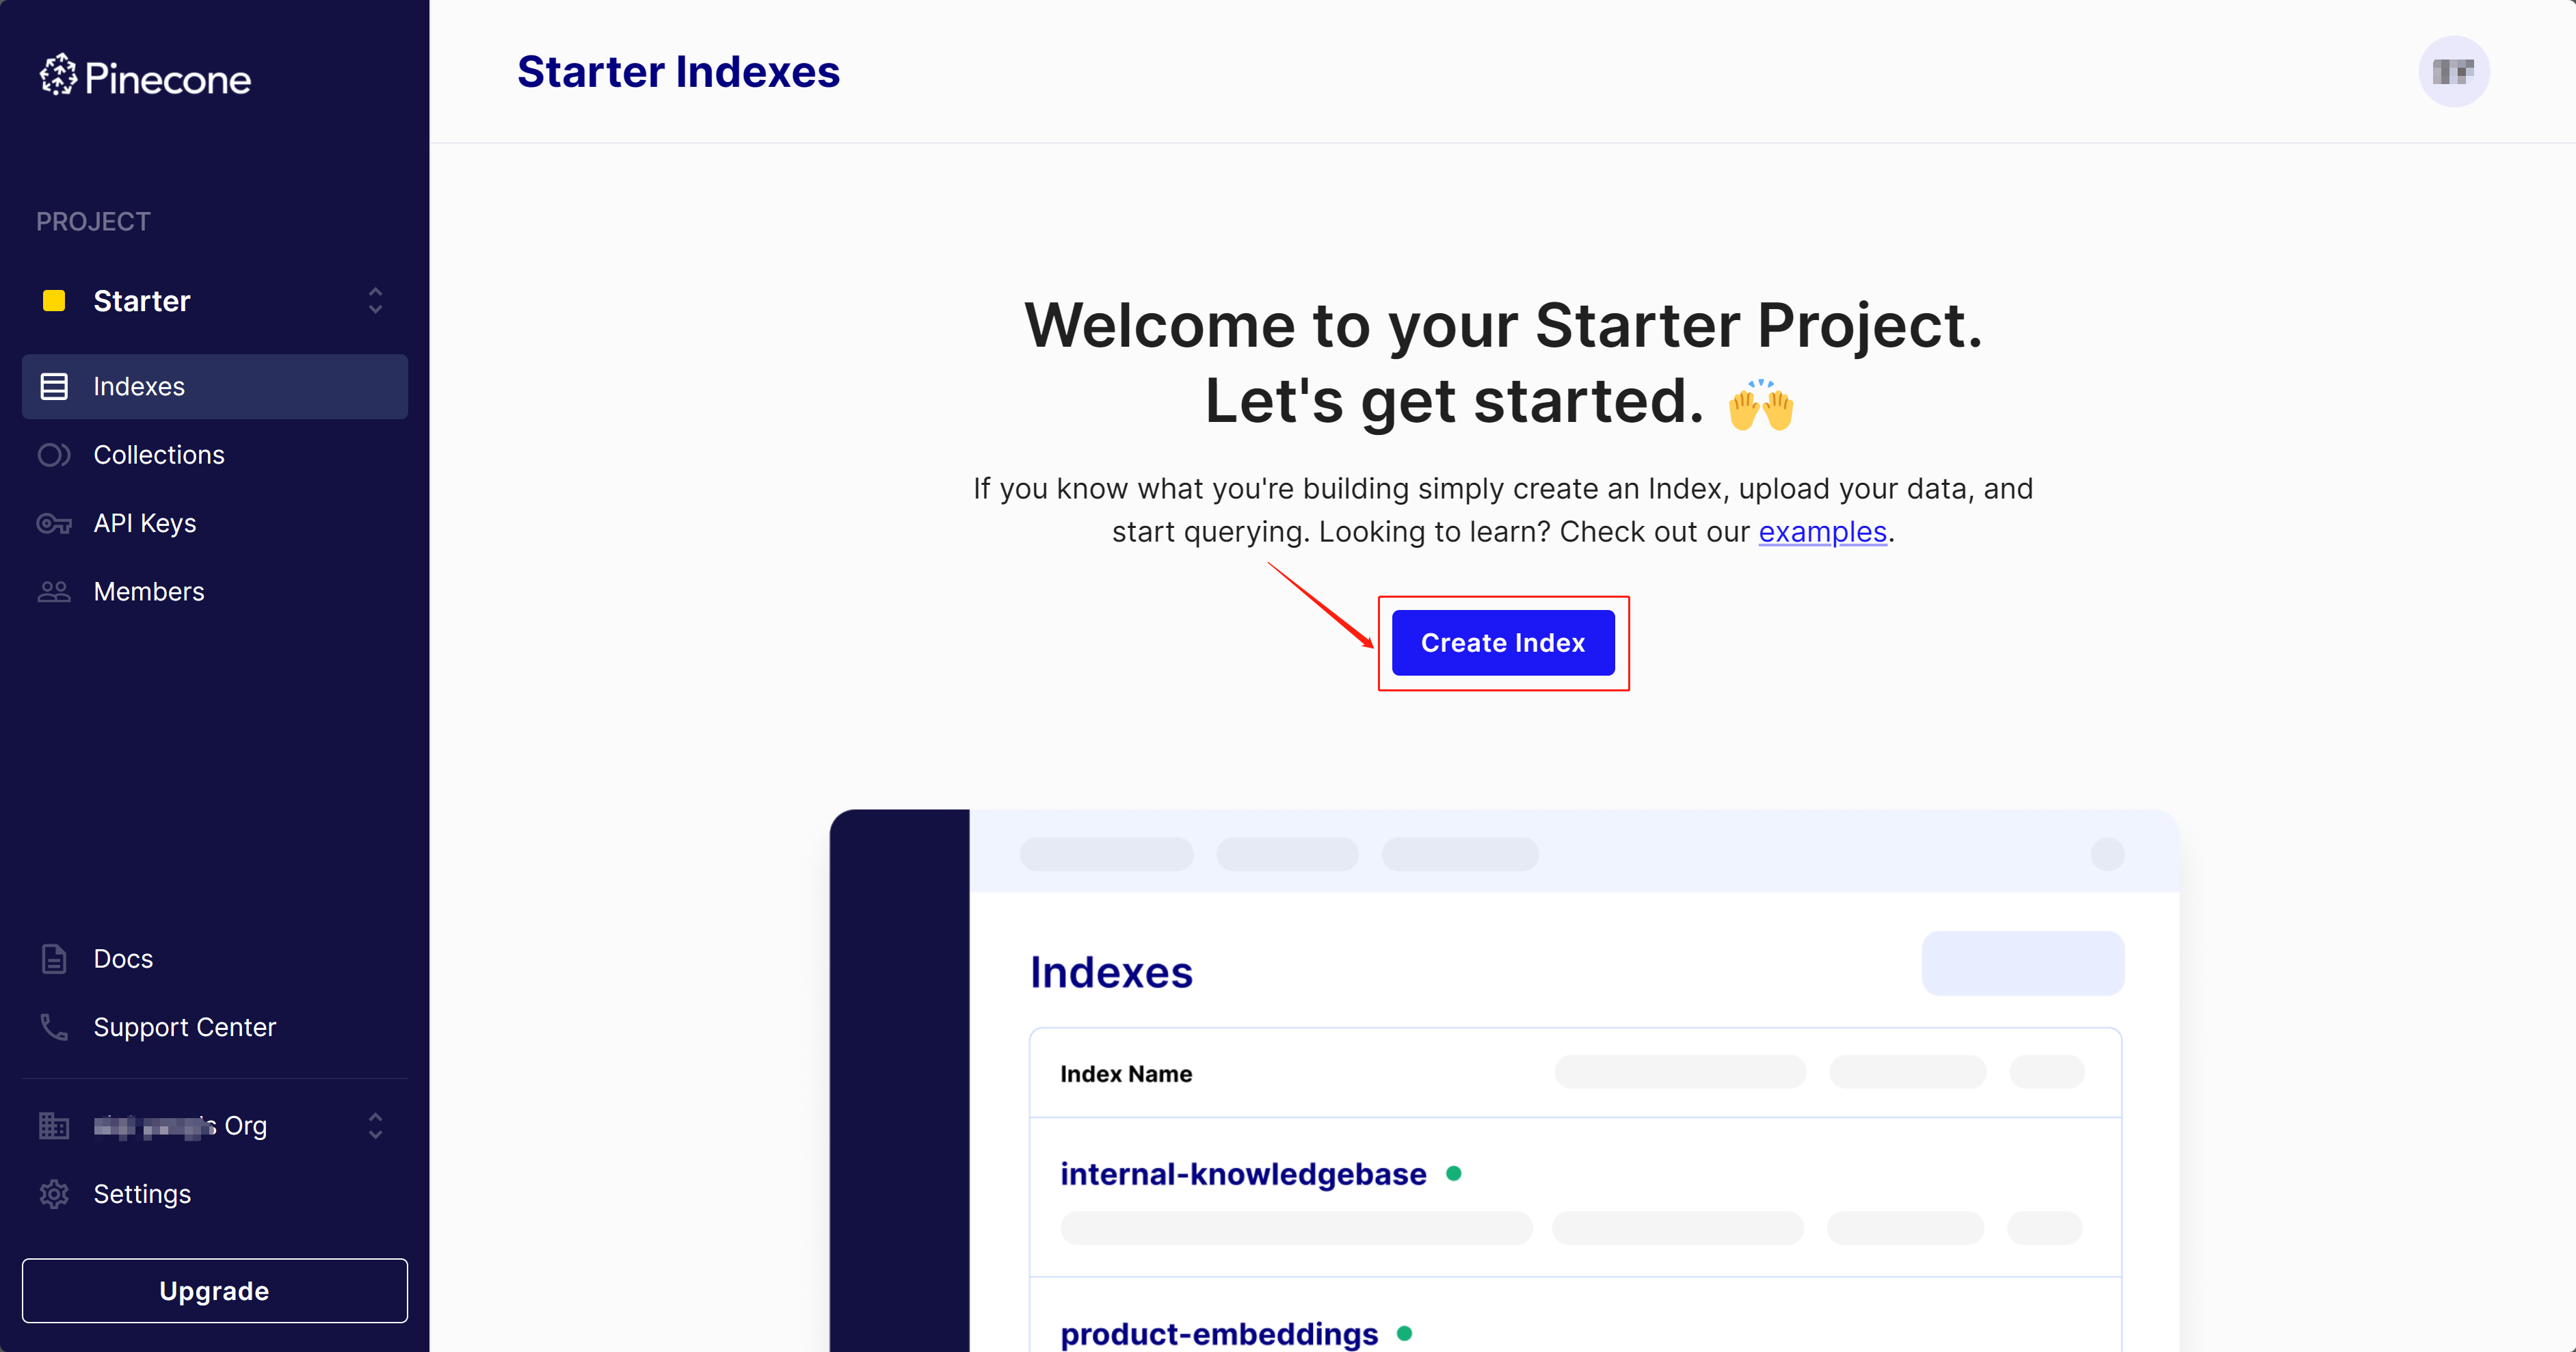 Pinecone
PROJECT
Starter
Indexes
Collections
API Keys
Members
Docs
Support Center
Org
Settings
Upgrade
Starter Indexes
Welcome to your Starter Project.
Let's get started. 🙌
If you know what you're building simply create an Index, upload your data, and
start querying. Looking to learn? Check out our examples.
Create Index
Indexes
Index Name
internal-knowledgebase
product-embeddings